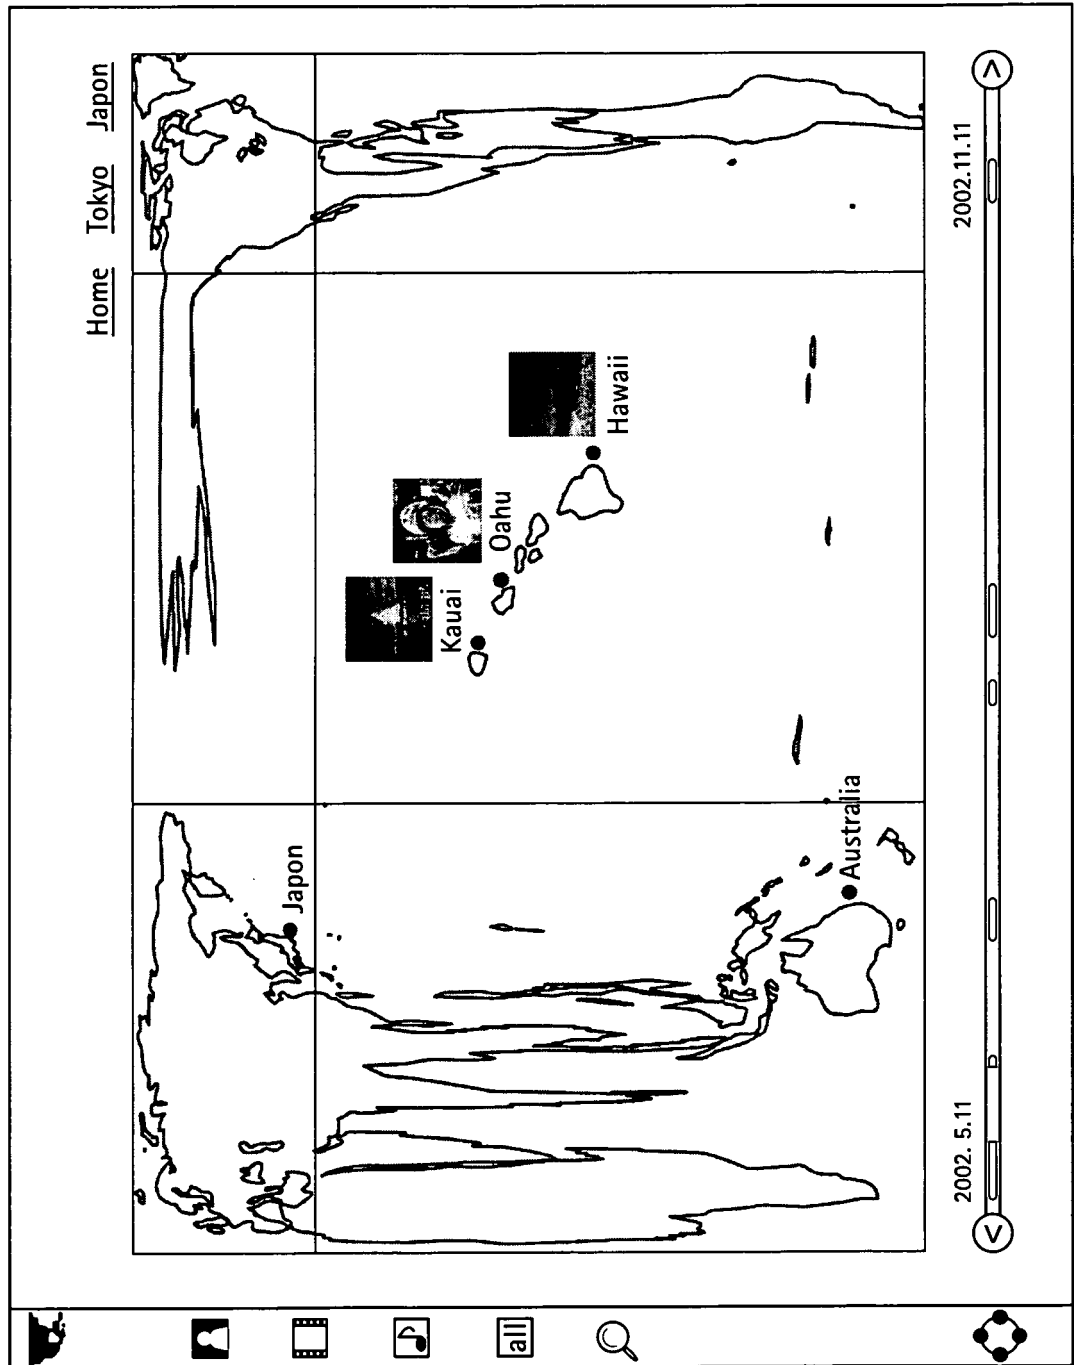 Home Tokyo Japon
Kauai
Oahu
Hawaii
Japon
Australia
2002. 5.11
2002.11.11
all